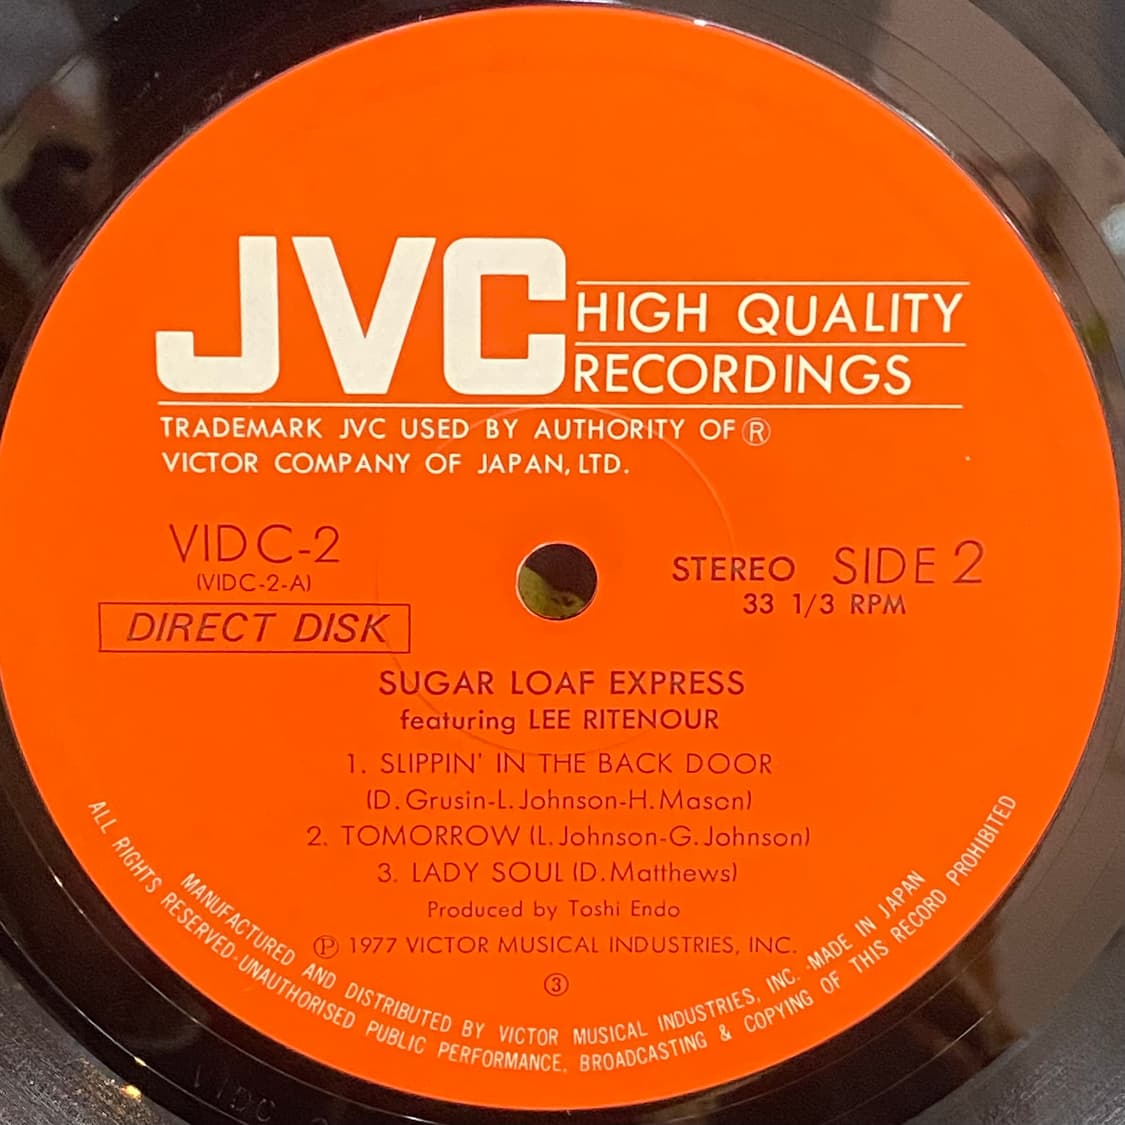 JVC
HIGH QUALITY
RECORDINGS
TRADEMARK JVC USED BY AUTHORITY OF ®
VICTOR COMPANY OF JAPAN, LTD.
VIDC-2
(VIDC-2-A)
DIRECT DISK
STEREO SIDE 2
33 1/3 RPM
SUGAR LOAF EXPRESS
featuring LEE RITENOUR
1. SLIPPIN' IN THE BACK DOOR
(D.Grusin-L.Johnson-H.Mason)
2. TOMORROW (L.Johnson-G.Johnson)
3. LADY SOUL (D.Matthews)
Produced by Toshi Endo
℗ 1977 VICTOR MUSICAL INDUSTRIES, INC.
③
MANUFACTURED AND DISTRIBUTED BY VICTOR MUSICAL INDUSTRIES, INC. ·MADE IN JAPAN
ALL RIGHTS RESERVED·UNAUTHORISED PUBLIC PERFORMANCE, BROADCASTING & COPYING OF THIS RECORD PROHIBITED